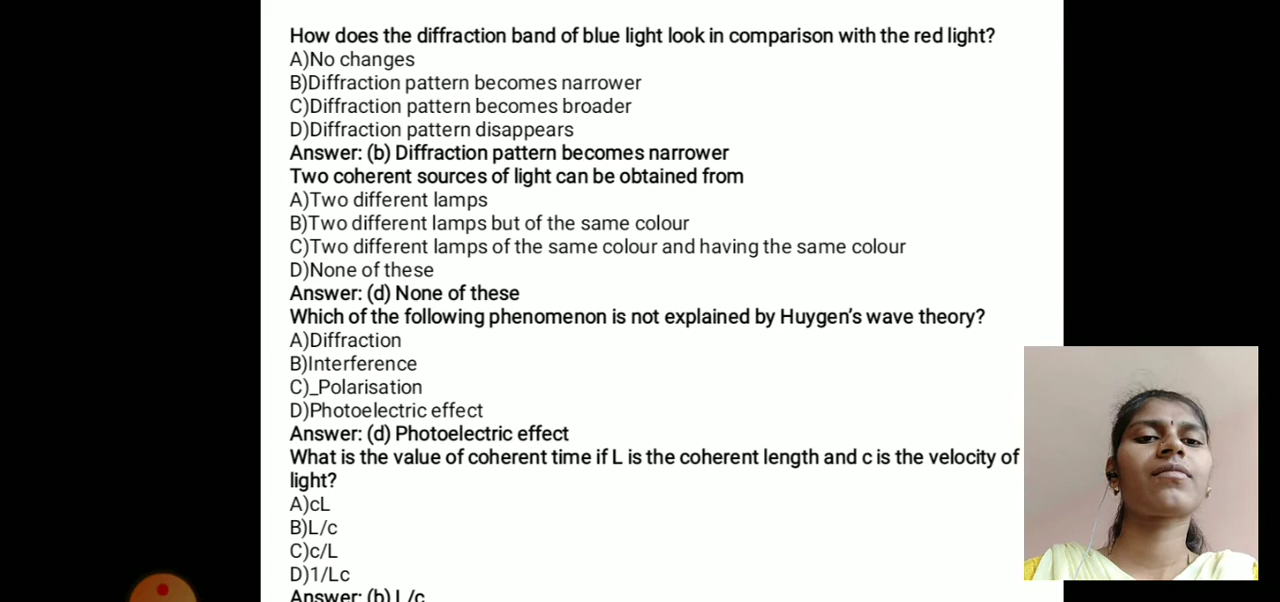 How does the diffraction band of blue light look in comparison with the red light?
A)No changes
B)Diffraction pattern becomes narrower
C)Diffraction pattern becomes broader
D)Diffraction pattern disappears
Answer: (b) Diffraction pattern becomes narrower
Two coherent sources of light can be obtained from
A)Two different lamps
B)Two different lamps but of the same colour
C)Two different lamps of the same colour and having the same colour
D)None of these
Answer: (d) None of these
Which of the following phenomenon is not explained by Huygen’s wave theory?
A)Diffraction
B)Interference
C)_Polarisation
D)Photoelectric effect
Answer: (d) Photoelectric effect
What is the value of coherent time if L is the coherent length and c is the velocity of
light?
A)cL
B)L/c
C)c/L
D)1/Lc
Answer: (b) L/c